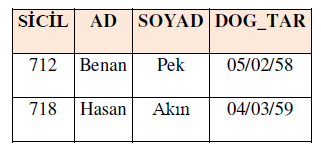 SİCİL AD SOYAD DOG_TAR
712 Benan Pek 05/02/58
718 Hasan Akın 04/03/59